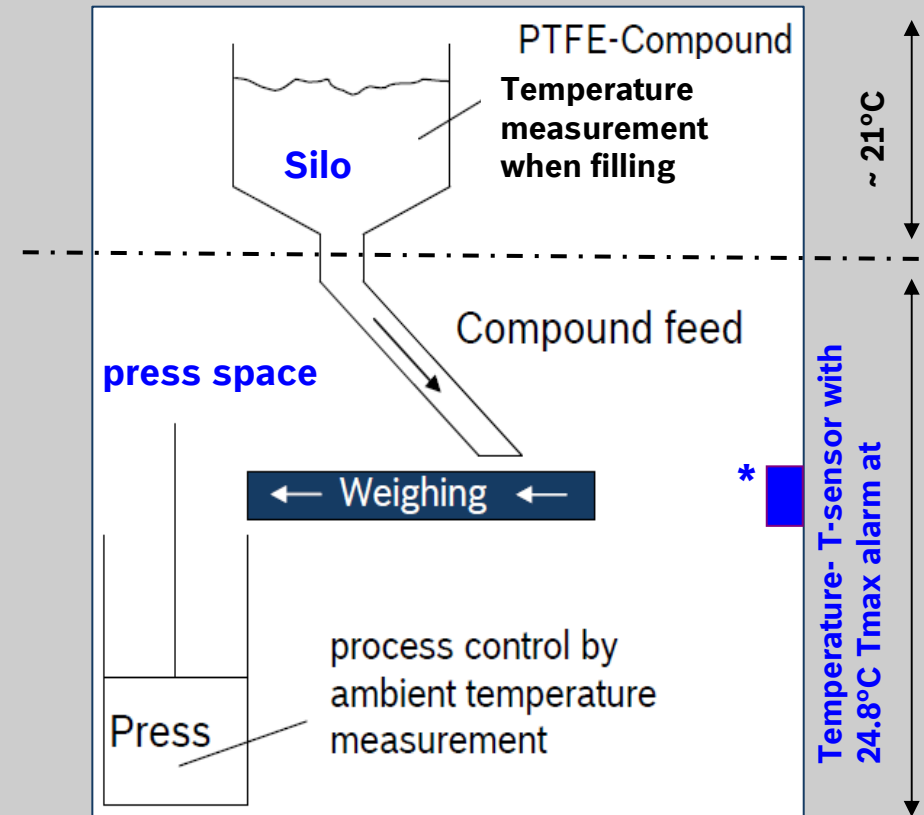 PTFE-Compound
Temperature
measurement
when filling
Silo
~ 21°C
Compound feed
press space
Weighing
*
Temperature- T-sensor with
24.8°C Tmax alarm at
process control by
ambient temperature
measurement
Press